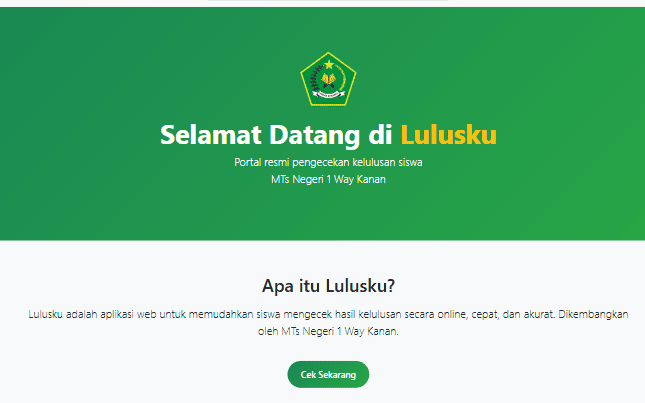 Selamat Datang di Lulusku
Portal resmi pengecekan kelulusan siswa
MTs Negeri 1 Way Kanan
Apa itu Lulusku?
Lulusku adalah aplikasi web untuk memudahkan siswa mengecek hasil kelulusan secara online, cepat, dan akurat. Dikembangkan
oleh MTs Negeri 1 Way Kanan.
Cek Sekarang